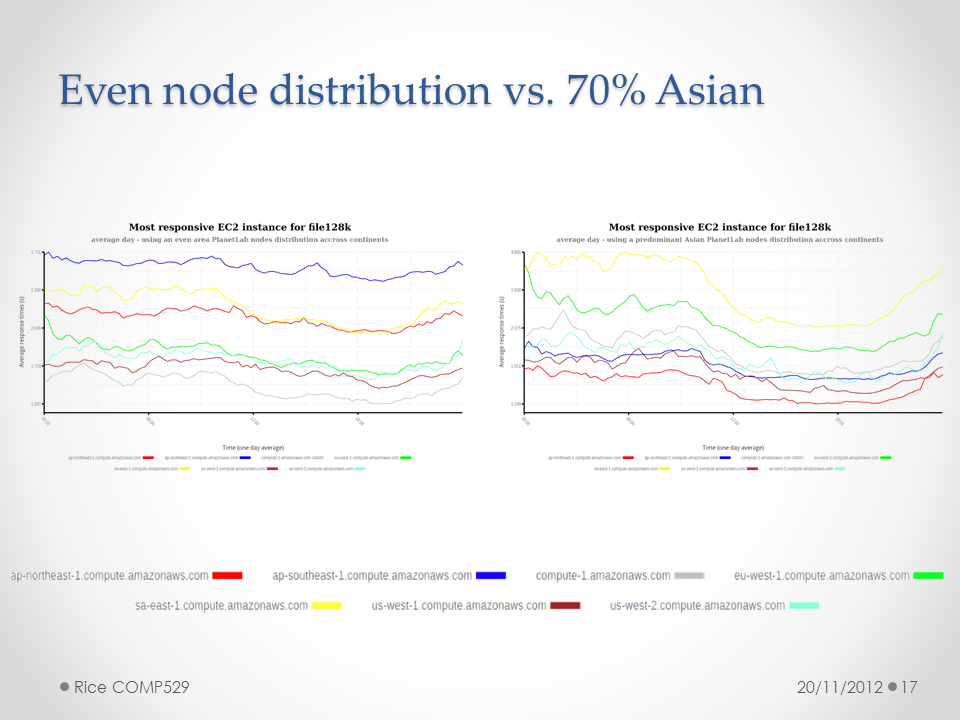 Even node distribution vs. 70% Asian
Most responsive EC2 instance for file128k
average day - using an even area PlanetLab nodes distribution accross continents
Average response times (s)
Time (one day average)
ap-northeast-1.compute.amazonaws.com ap-southeast-1.compute.amazonaws.com compute-1.amazonaws.com eu-west-1.compute.amazonaws.com
sa-east-1.compute.amazonaws.com us-west-1.compute.amazonaws.com us-west-2.compute.amazonaws.com
Most responsive EC2 instance for file128k
average day - using a predominant Asian PlanetLab nodes distribution accross continents
Average response times (s)
Time (one day average)
ap-northeast-1.compute.amazonaws.com ap-southeast-1.compute.amazonaws.com compute-1.amazonaws.com eu-west-1.compute.amazonaws.com
sa-east-1.compute.amazonaws.com us-west-1.compute.amazonaws.com us-west-2.compute.amazonaws.com
ap-northeast-1.compute.amazonaws.com ap-southeast-1.compute.amazonaws.com compute-1.amazonaws.com eu-west-1.compute.amazonaws.com
sa-east-1.compute.amazonaws.com us-west-1.compute.amazonaws.com us-west-2.compute.amazonaws.com
Rice COMP529 20/11/2012 17